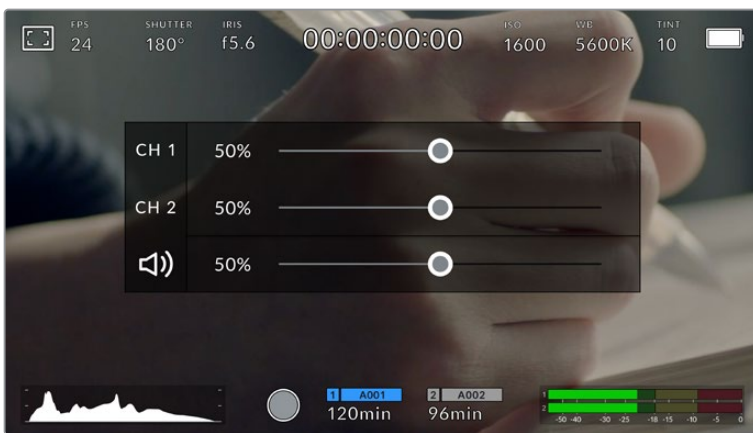 FPS SHUTTER IRIS ISO WB TINT
24 180° f5.6 00:00:00:00 1600 5600K 10
CH 1 50%
CH 2 50%
50%
1 A001 2 A002
120min 96min
1
2
-50 -40 -30 -25 -18 -15 -10 -5 0